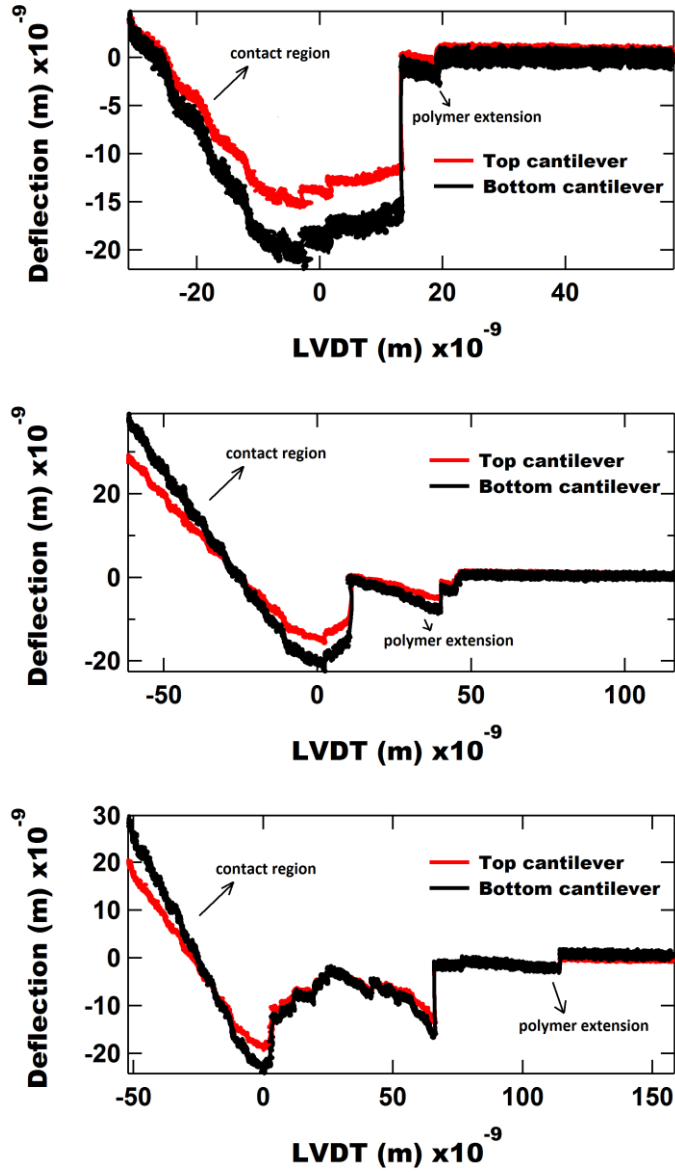 Deflection (m) x10^-9
0
-5
-10
-15
-20
contact region
polymer extension
Top cantilever
Bottom cantilever
-20 0 20 40
LVDT (m) x10^-9
Deflection (m) x10^-9
20
0
-20
contact region
polymer extension
Top cantilever
Bottom cantilever
-50 0 50 100
LVDT (m) x10^-9
Deflection (m) x10^-9
30
20
10
0
-10
-20
contact region
polymer extension
Top cantilever
Bottom cantilever
-50 0 50 100 150
LVDT (m) x10^-9